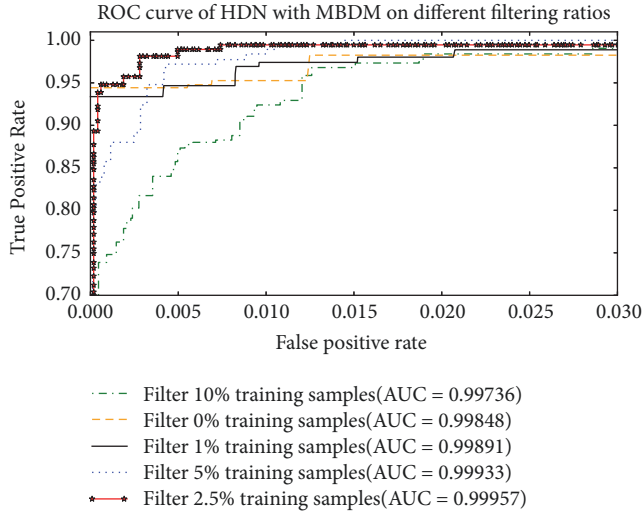 ROC curve of HDN with MBDM on different filtering ratios
1.00
0.95
0.90
0.85
0.80
0.75
0.70
True Positive Rate
0.000 0.005 0.010 0.015 0.020 0.025 0.030
False positive rate
Filter 10% training samples(AUC = 0.99736)
Filter 0% training samples(AUC = 0.99848)
Filter 1% training samples(AUC = 0.99891)
Filter 5% training samples(AUC = 0.99933)
Filter 2.5% training samples(AUC = 0.99957)